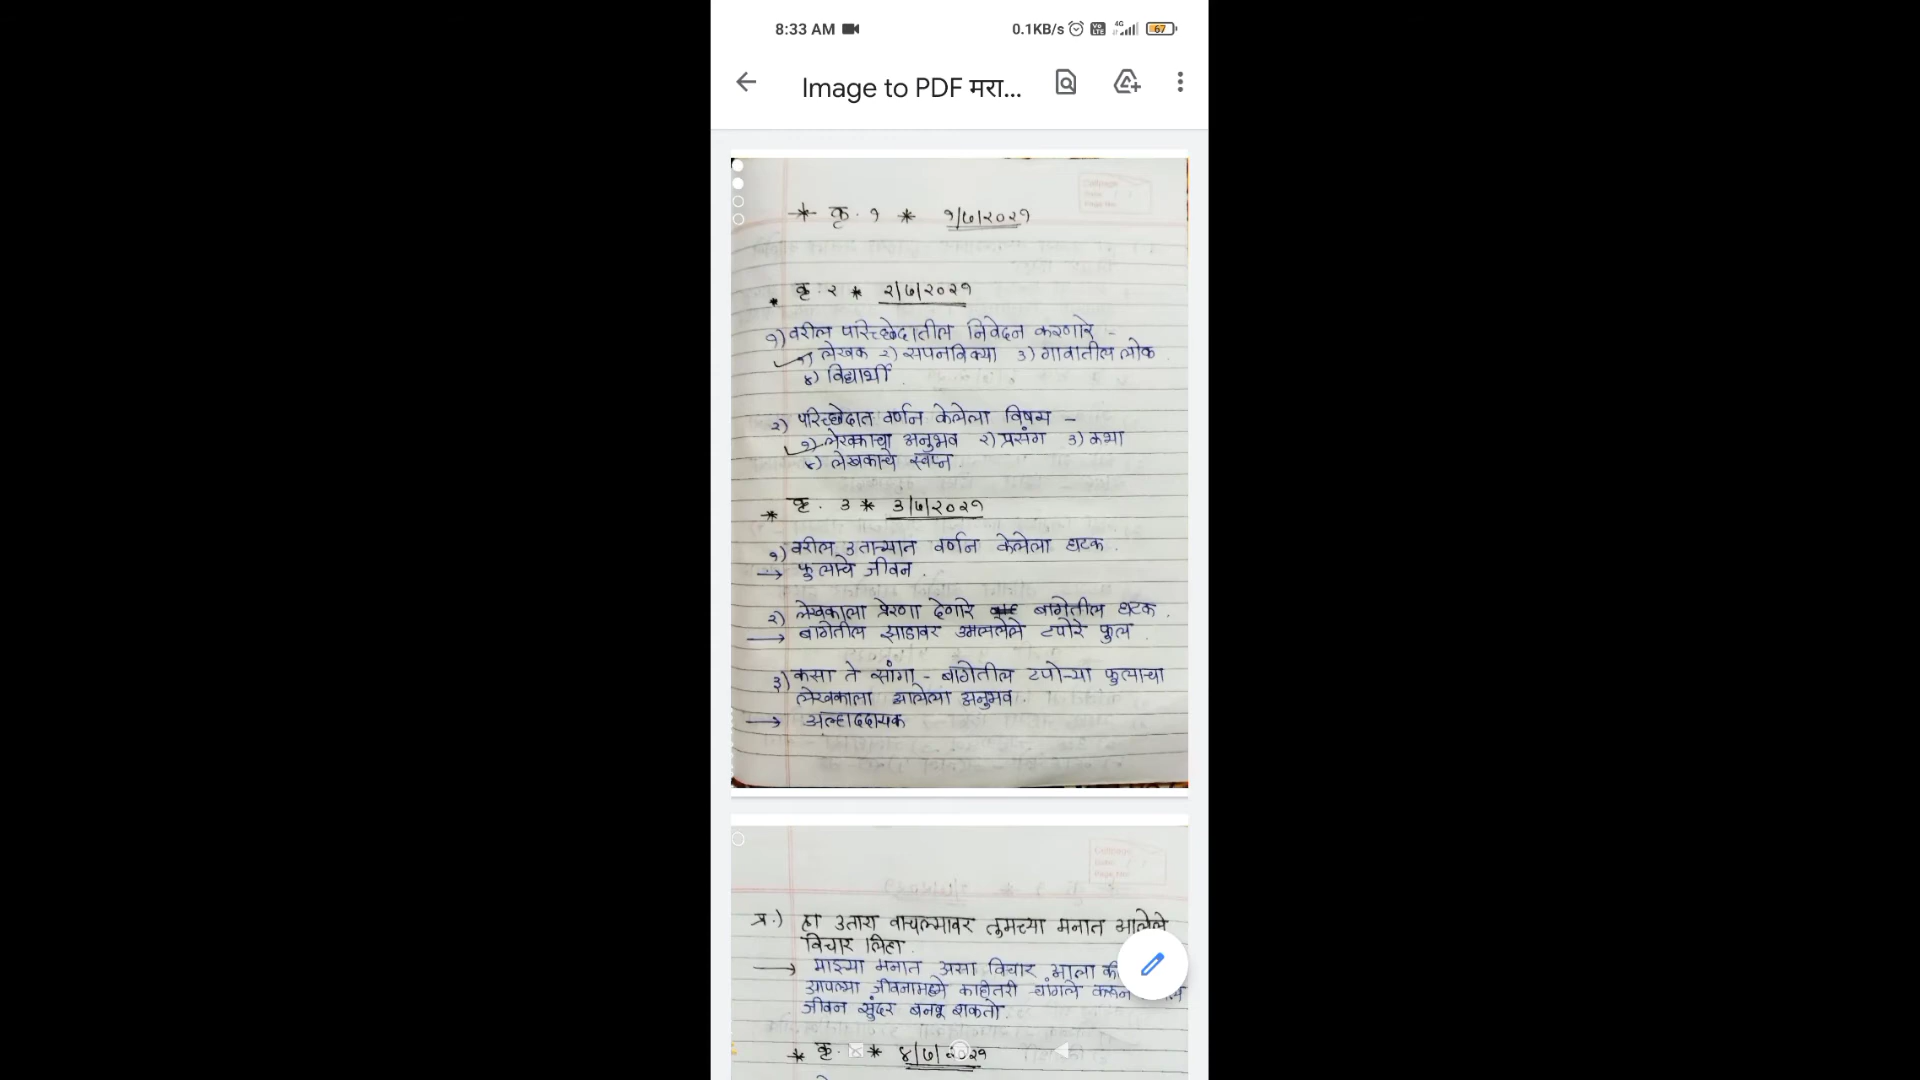 8:33 AM
0.1KB/s
4G
67
Image to PDF मरा...
* कृ. १ * १/७/२०२१
* कृ. २ * २/७/२०२१
१) वरील परिच्छेदातील निवेदन करणारे -
१) लेखक २) सपनविक्या ३) गावातील लोक
४) विद्यार्थी.
२) परिच्छेदात वर्णन केलेला विषय -
१) लेखकाचा अनुभव २) प्रसंग ३) कथा
४) लेखकाचे स्वप्न.
* कृ. ३ * ३/७/२०२१
१) वरील उताऱ्यात वर्णन केलेला घटक.
→ फुलाचे जीवन.
२) लेखकाला प्रेरणा देणारे बागेतील घटक.
→ बागेतील झाडावर उमललेले टपोरे फुल.
३) कसा ते सांगा - बागेतील टपोऱ्या फुलाचा
लेखकाला आलेला अनुभव.
→ अल्हाददायक
प्र.) हा उतारा वाचल्यावर तुमच्या मनात आलेले
विचार लिहा.
→ माझ्या मनात असा विचार आला की
आपल्या जीवनामध्ये काहीतरी चांगले करून
जीवन सुंदर बनवू शकतो.
* कृ. * ४/७/२०२१